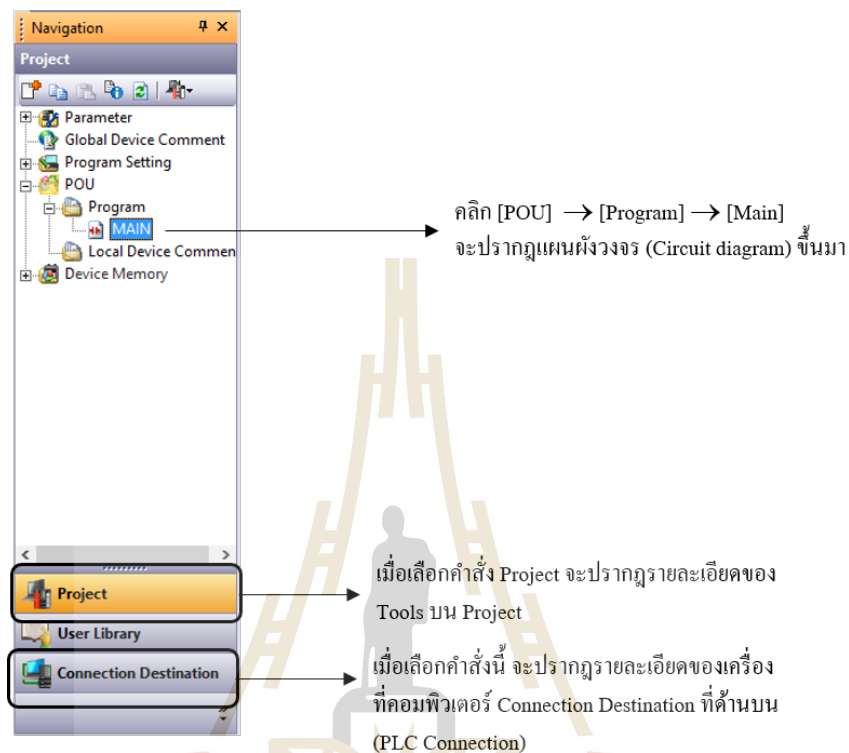 Navigation
Project
Parameter
Global Device Comment
Program Setting
POU
Program
MAIN
Local Device Commen
Device Memory
คลิก [POU] → [Program] → [Main]
จะปรากฎแผนผังวงจร (Circuit diagram) ขึ้นมา
Project
User Library
Connection Destination
เมื่อเลือกคำสั่ง Project จะปรากฎรายละเอียดของ
Tools บน Project
เมื่อเลือกคำสั่งนี้ จะปรากฎรายละเอียดของเครื่อง
ที่คอมพิวเตอร์ Connection Destination ที่ด้านบน
(PLC Connection)